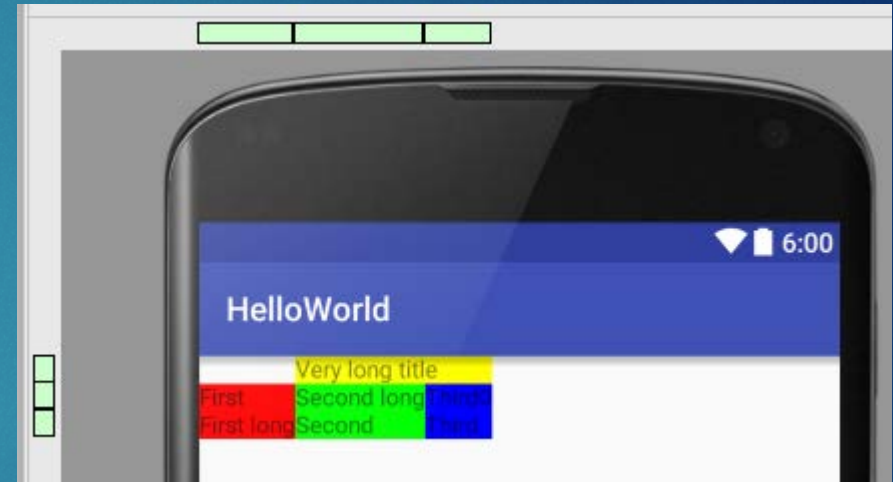 6:00
HelloWorld
Very long title
First Second long
First long Second Third